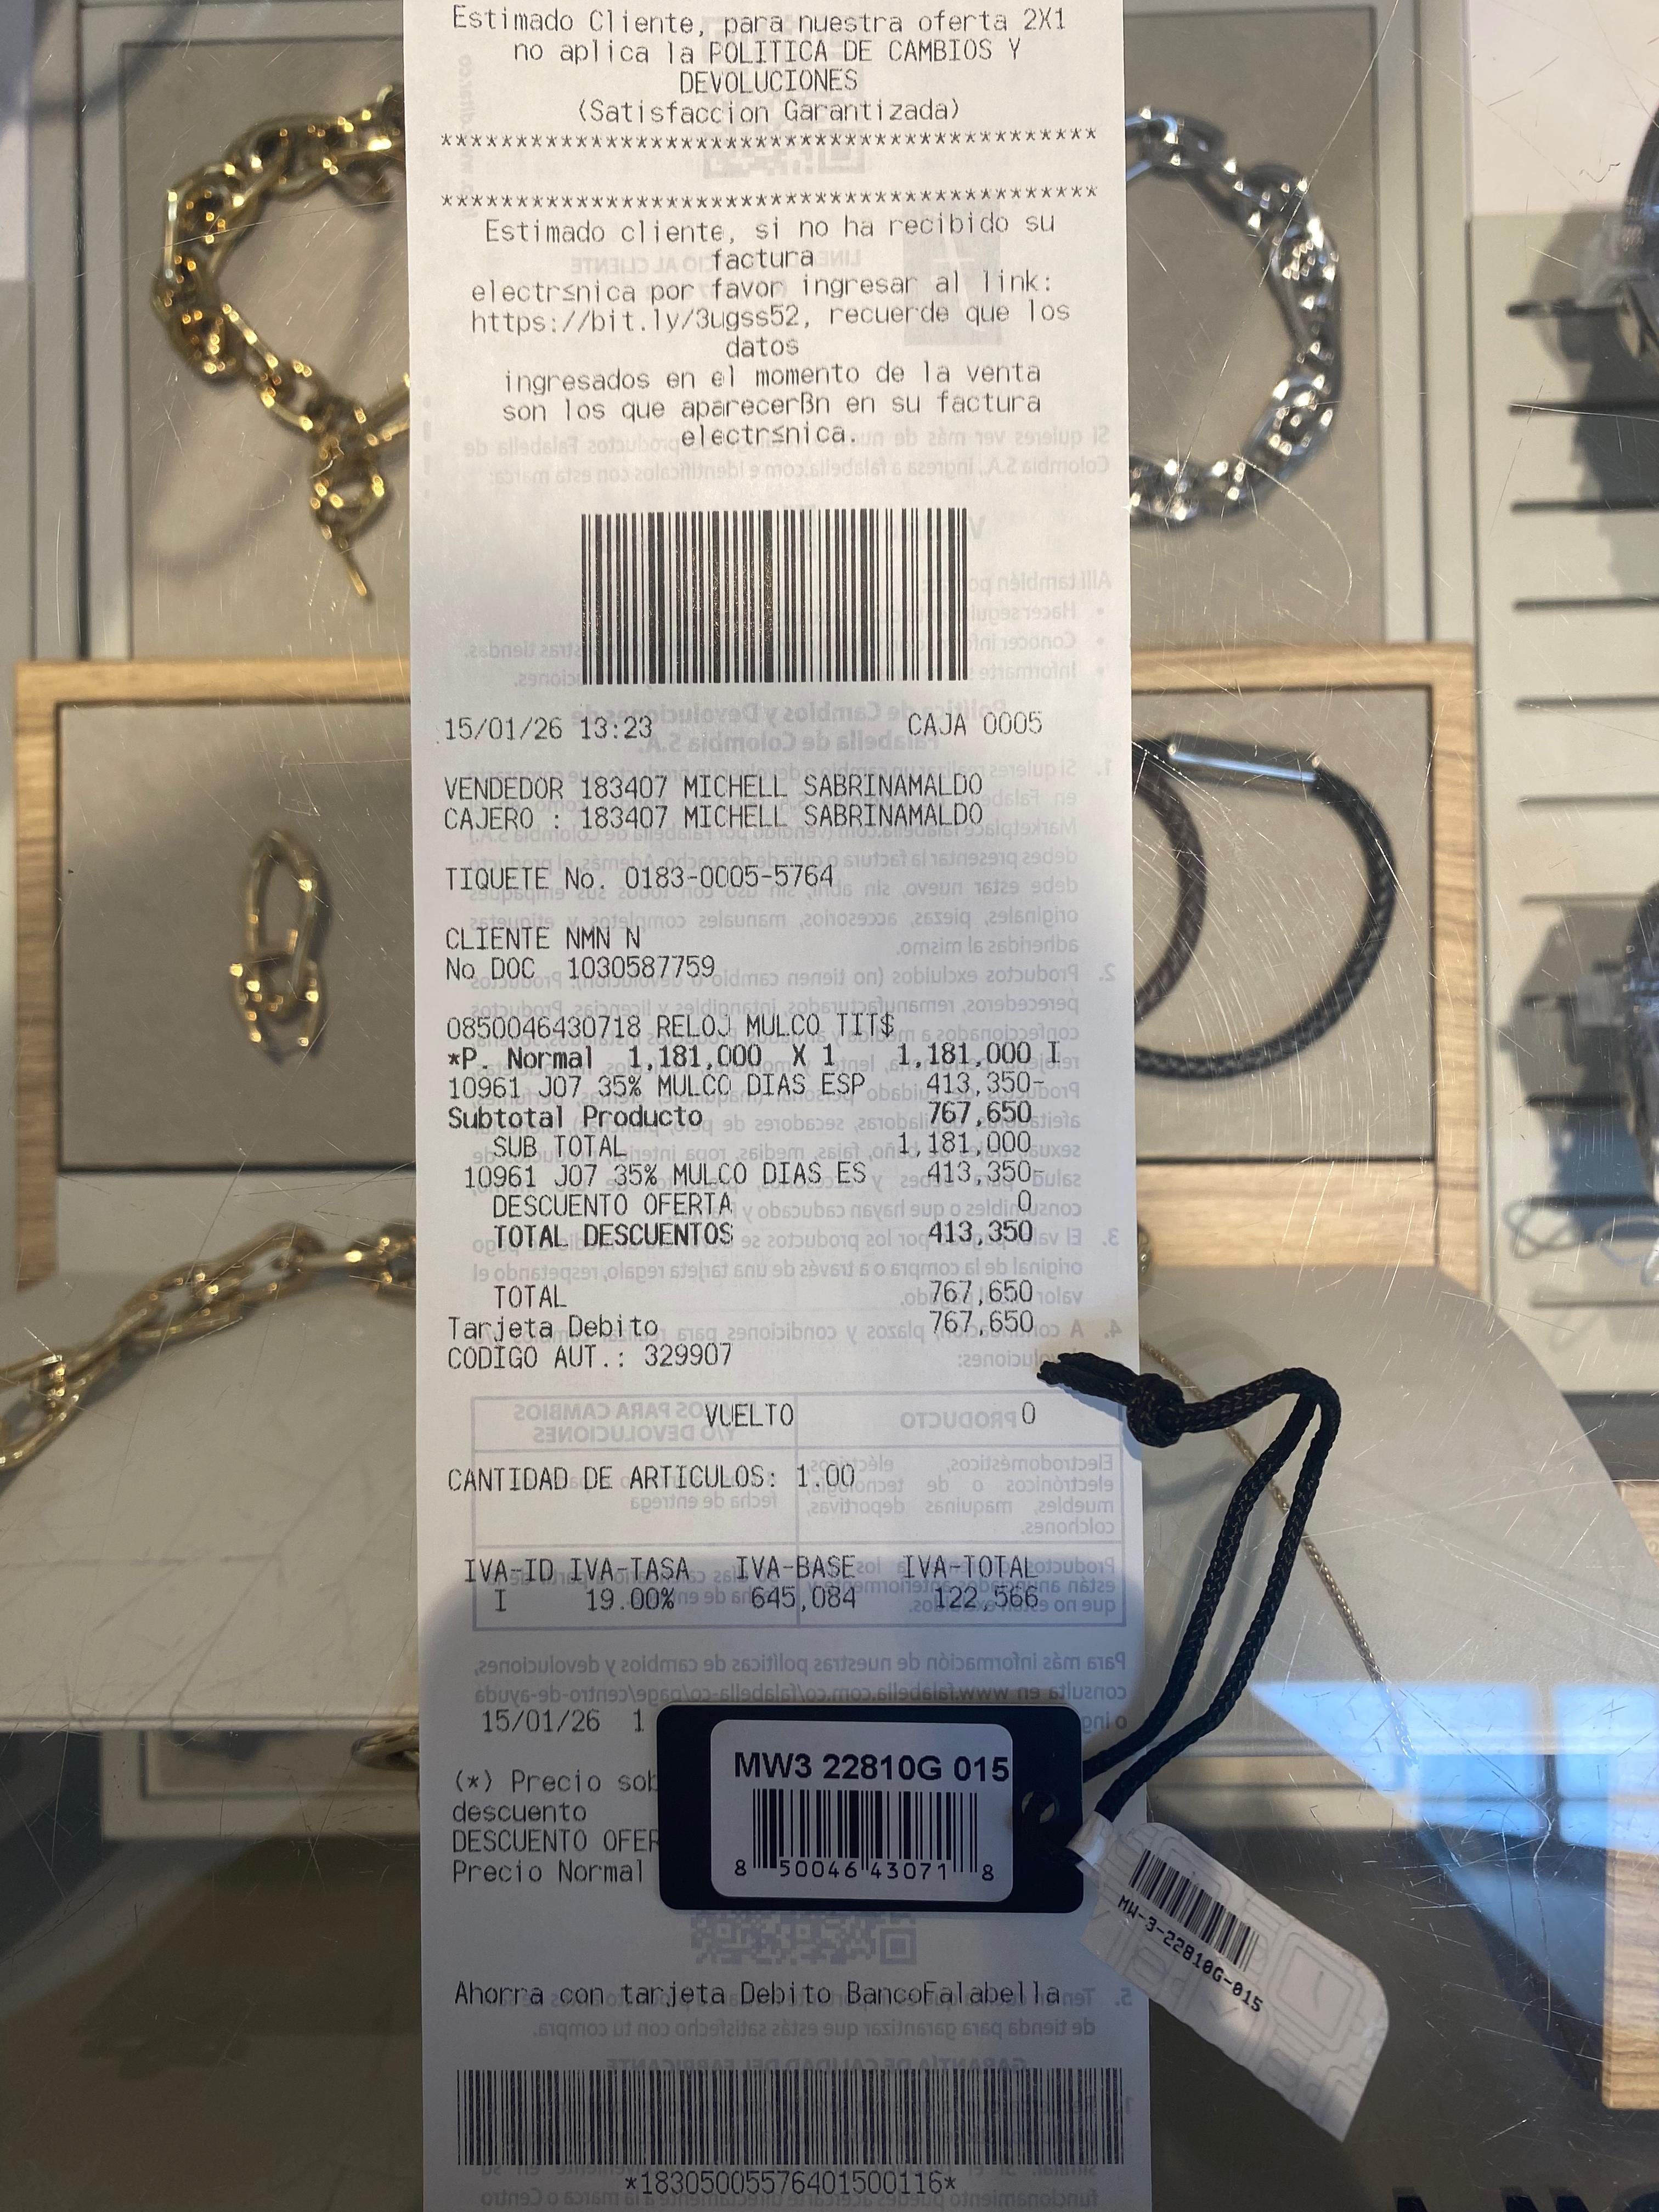 Estimado Cliente, para nuestra oferta 2X1
no aplica la POLITICA DE CAMBIOS Y
DEVOLUCIONES
(Satisfaccion Garantizada)
********************************************
********************************************
Estimado cliente, si no ha recibido su
factura
electr≤nica por favor ingresar al link:
https://bit.ly/3ugss52, recuerde que los
datos
ingresados en el momento de la venta
son los que aparecerßn en su factura
electr≤nica.
15/01/26 13:23 CAJA 0005
VENDEDOR 183407 MICHELL SABRINAMALDO
CAJERO : 183407 MICHELL SABRINAMALDO
TIQUETE No. 0183-0005-5764
CLIENTE NMN N
No DOC 1030587759
0850046430718 RELOJ MULCO TIT$
*P. Normal 1,181,000 X 1 1,181,000 I
10961 J07 35% MULCO DIAS ESP 413,350-
Subtotal Producto 767,650
SUB TOTAL 1,181,000
10961 J07 35% MULCO DIAS ES 413,350-
DESCUENTO OFERTA 0
TOTAL DESCUENTOS 413,350
TOTAL 767,650
Tarjeta Debito 767,650
CODIGO AUT.: 329907
VUELTO 0
CANTIDAD DE ARTICULOS: 1.00
IVA-ID IVA-TASA IVA-BASE IVA-TOTAL
I 19.00% 645,084 122,566
15/01/26 1
(*) Precio sob
descuento
DESCUENTO OFER
Precio Normal
MW3 22810G 015
8 50046 43071 8
MW-3-22810G-015
Ahorra con tarjeta Debito BancoFalabella
*18305005576401500116*